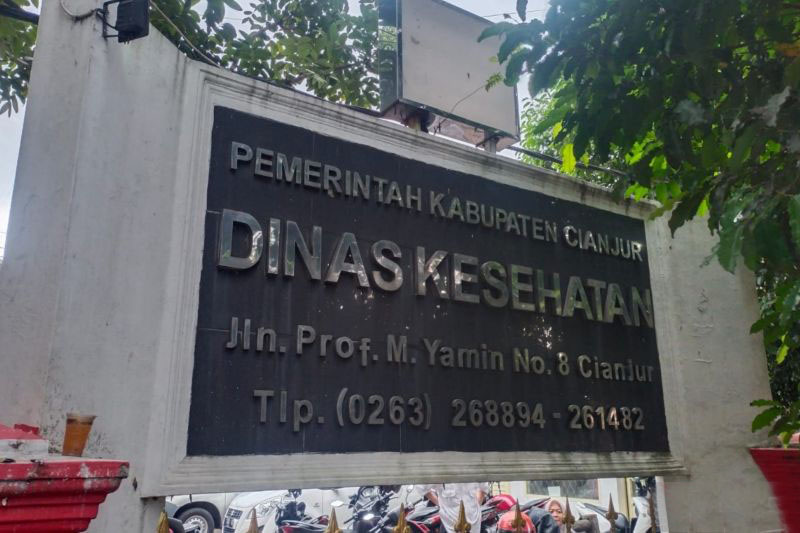 PEMERINTAH KABUPATEN CIANJUR
DINAS KESEHATAN
Jln. Prof. M. Yamin No. 8 Cianjur
Tlp. (0263) 268894 - 261482